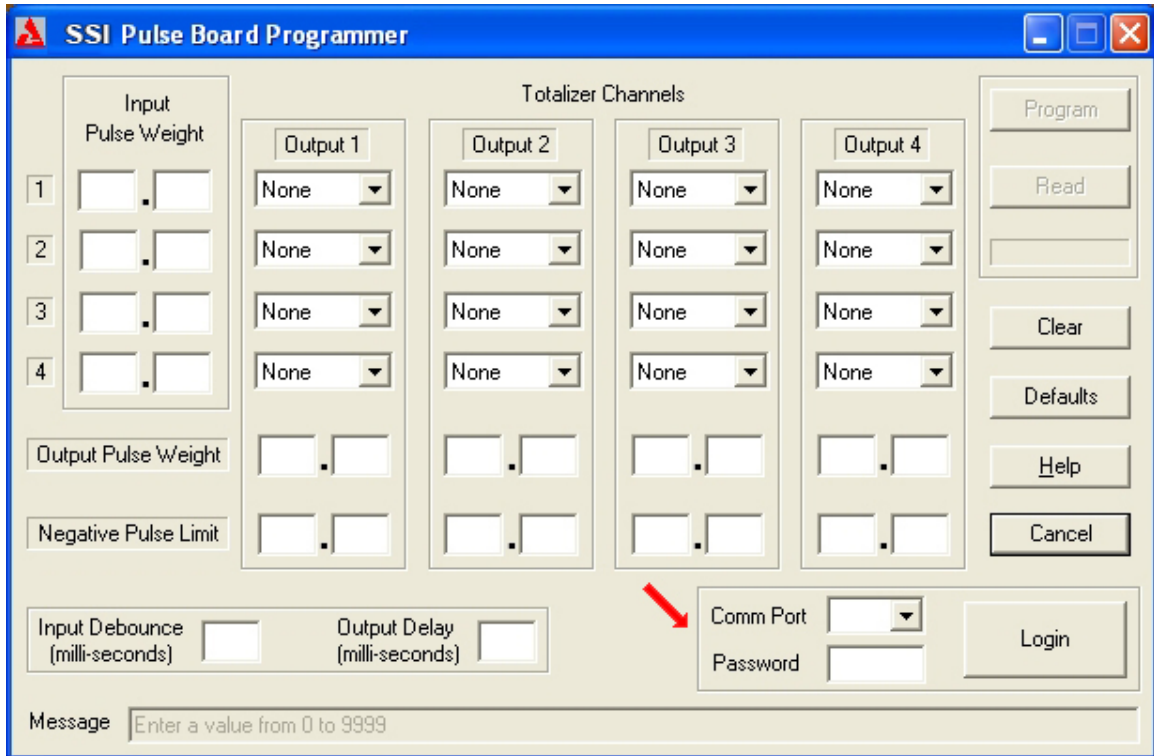 SSI Pulse Board Programmer
Input
Pulse Weight
Totalizer Channels
Output 1 Output 2 Output 3 Output 4
Program
Read
1 . None None None None
2 . None None None None
3 . None None None None
4 . None None None None
Clear
Defaults
Help
Cancel
Output Pulse Weight . . . .
Negative Pulse Limit . . . .
Input Debounce
(milli-seconds)
Output Delay
(milli-seconds)
Comm Port
Password
Login
Message Enter a value from 0 to 9999